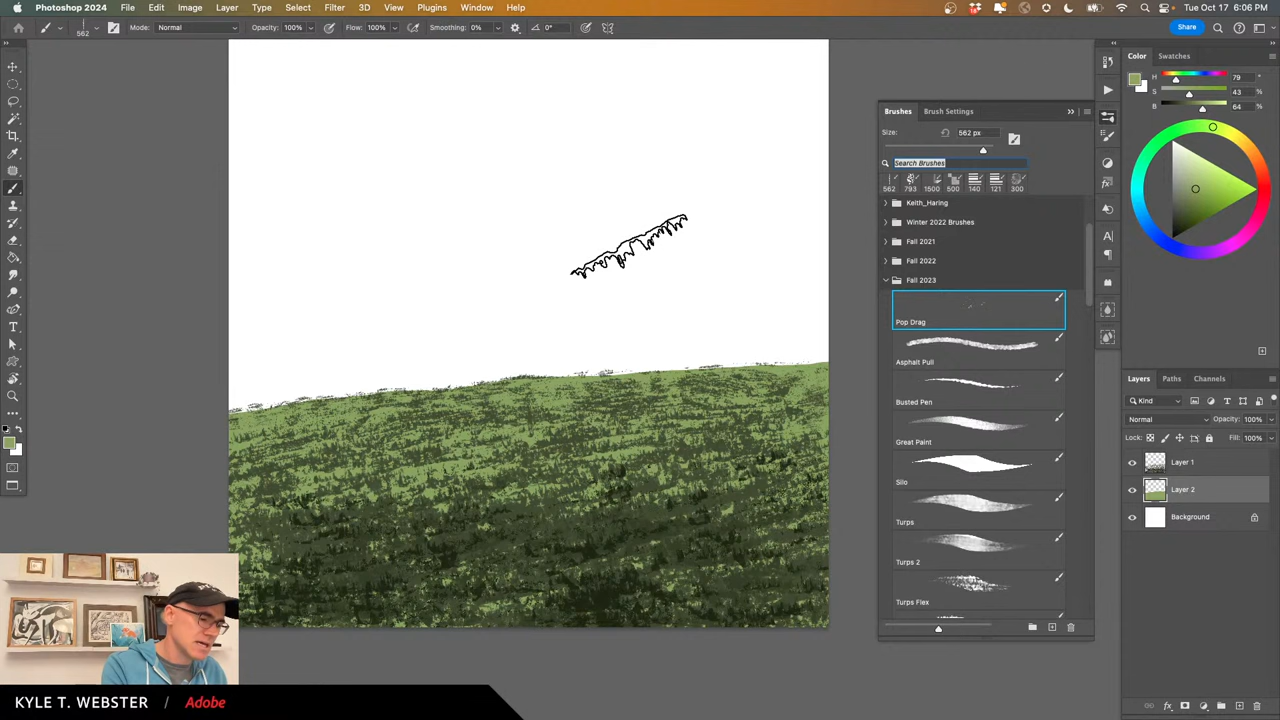 Photoshop 2024 File Edit Image Layer Type Select Filter 3D View Plugins Window Help Tue Oct 17 6:06 PM
562 Mode: Normal Opacity: 100% Flow: 100% Smoothing: 0% 0° Share
Brushes Brush Settings
Size: 562 px
Search Brushes
562 793 1500 500 140 121 300
Keith_Haring
Winter 2022 Brushes
Fall 2021
Fall 2022
Fall 2023
Pop Drag
Asphalt Pull
Busted Pen
Great Paint
Silo
Turps
Turps 2
Turps Flex
Color Swatches
H 79 °
S 43 %
B 64 %
Layers Paths Channels
Kind
Normal Opacity: 100%
Lock: Fill: 100%
Layer 1
Layer 2
Background
KYLE T. WEBSTER / Adobe